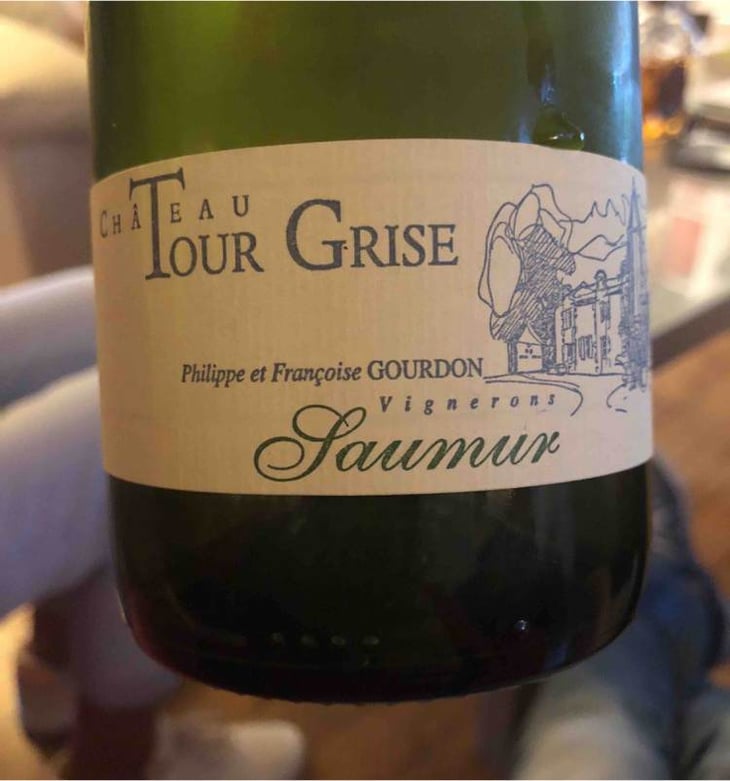 CHÂTEAU
TOUR GRISE
Philippe et Françoise GOURDON
Vignerons
Saumur